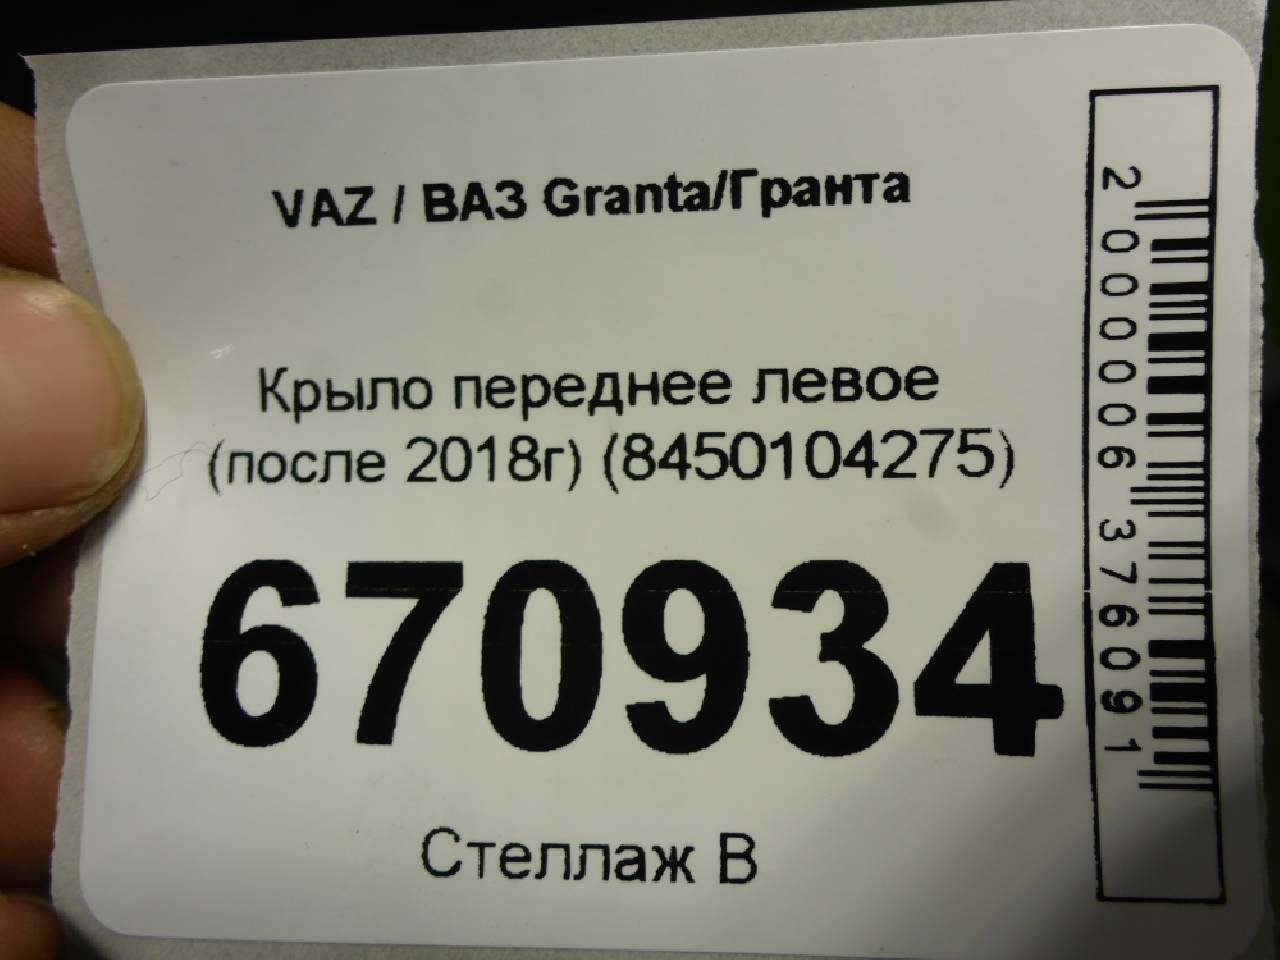 VAZ / ВАЗ Granta/Гранта
Крыло переднее левое
(после 2018г) (8450104275)
670934
Стеллаж В
2000006376091